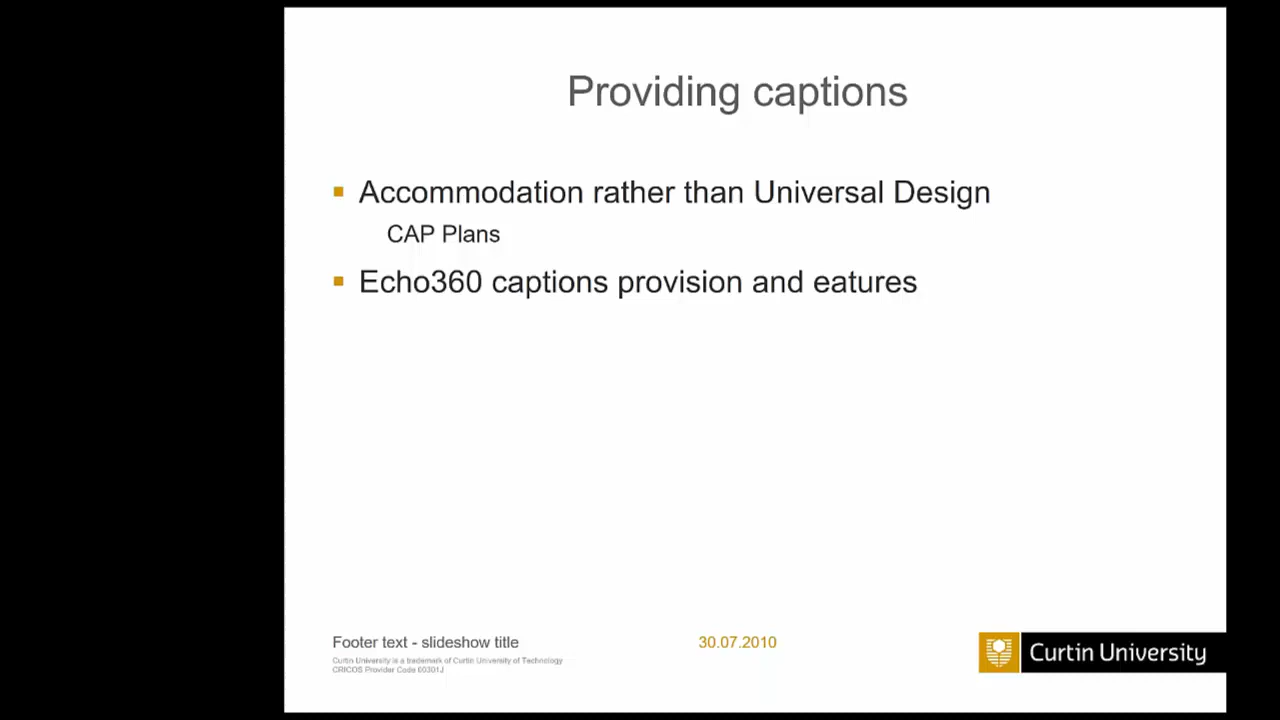 Providing captions
Accommodation rather than Universal Design
CAP Plans
Echo360 captions provision and eatures
Footer text - slideshow title
30.07.2010
Curtin University is a trademark of Curtin University of Technology
CRICOS Provider Code 00301J
Curtin University